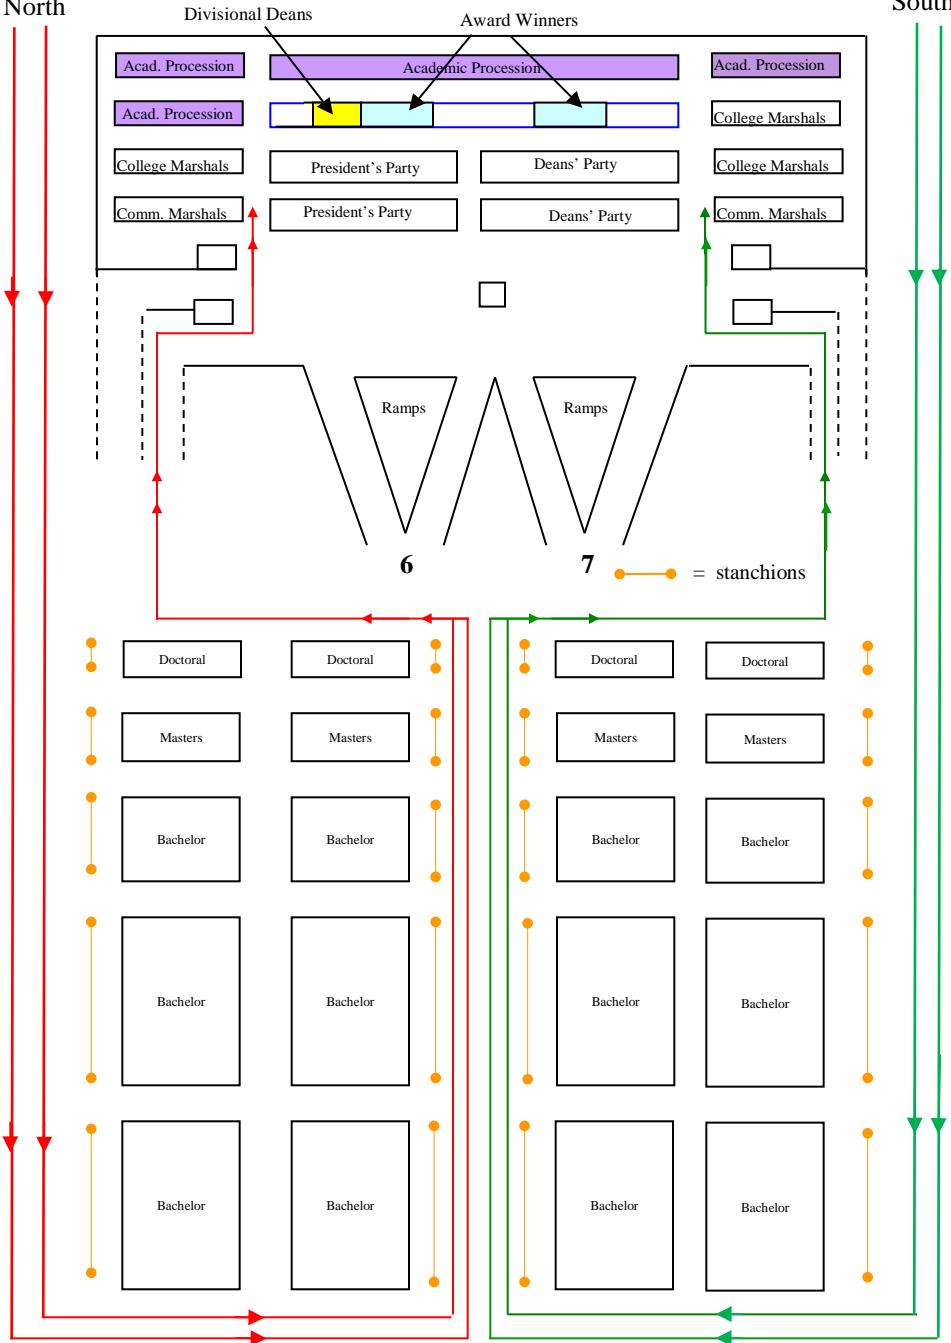 North
South
Divisional Deans
Award Winners
Acad. Procession
Academic Procession
Acad. Procession
Acad. Procession
College Marshals
College Marshals
President's Party
Deans' Party
College Marshals
Comm. Marshals
President's Party
Deans' Party
Comm. Marshals
Ramps
Ramps
6
7
= stanchions
Doctoral
Doctoral
Doctoral
Doctoral
Masters
Masters
Masters
Masters
Bachelor
Bachelor
Bachelor
Bachelor
Bachelor
Bachelor
Bachelor
Bachelor
Bachelor
Bachelor
Bachelor
Bachelor